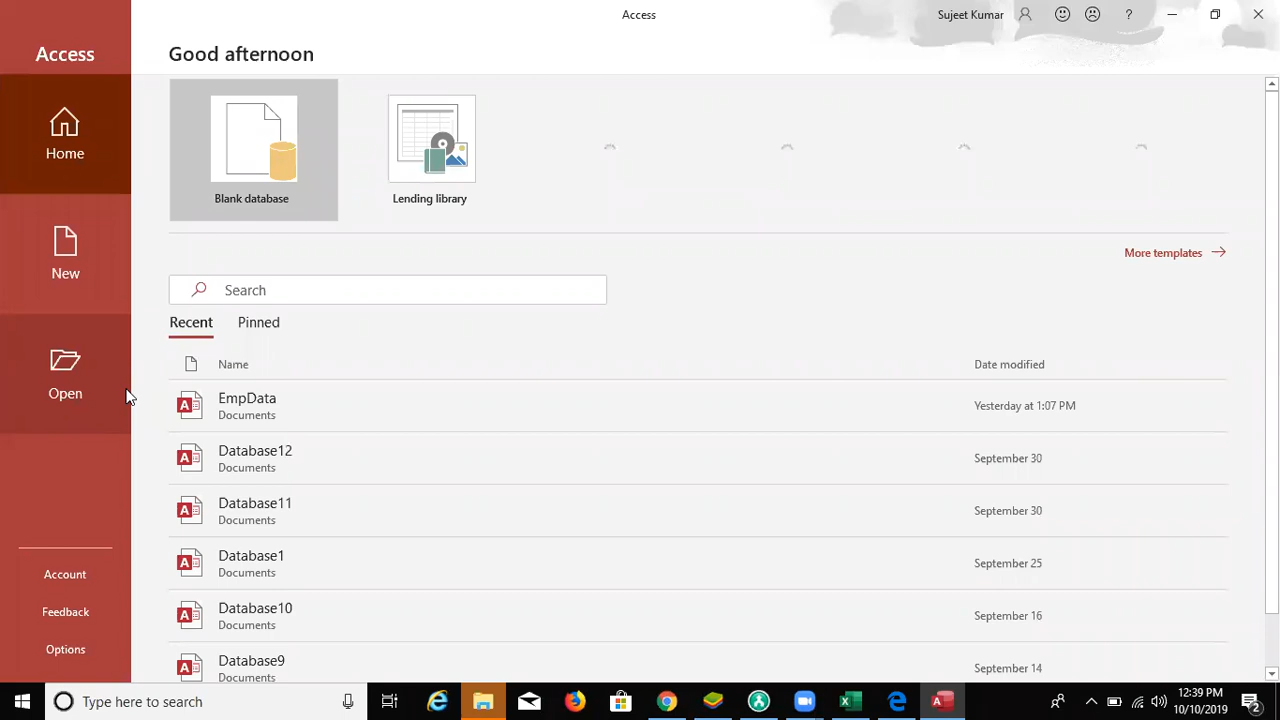 Access
Sujeet Kumar
?
Access
Good afternoon
Home
Blank database
Lending library
New
More templates
Search
Recent
Pinned
Name
Date modified
Open
EmpData
Documents
Yesterday at 1:07 PM
Database12
Documents
September 30
Database11
Documents
September 30
Database1
Documents
September 25
Database10
Documents
September 16
Database9
Documents
September 14
Account
Feedback
Options
Type here to search
12:39 PM
10/10/2019
2